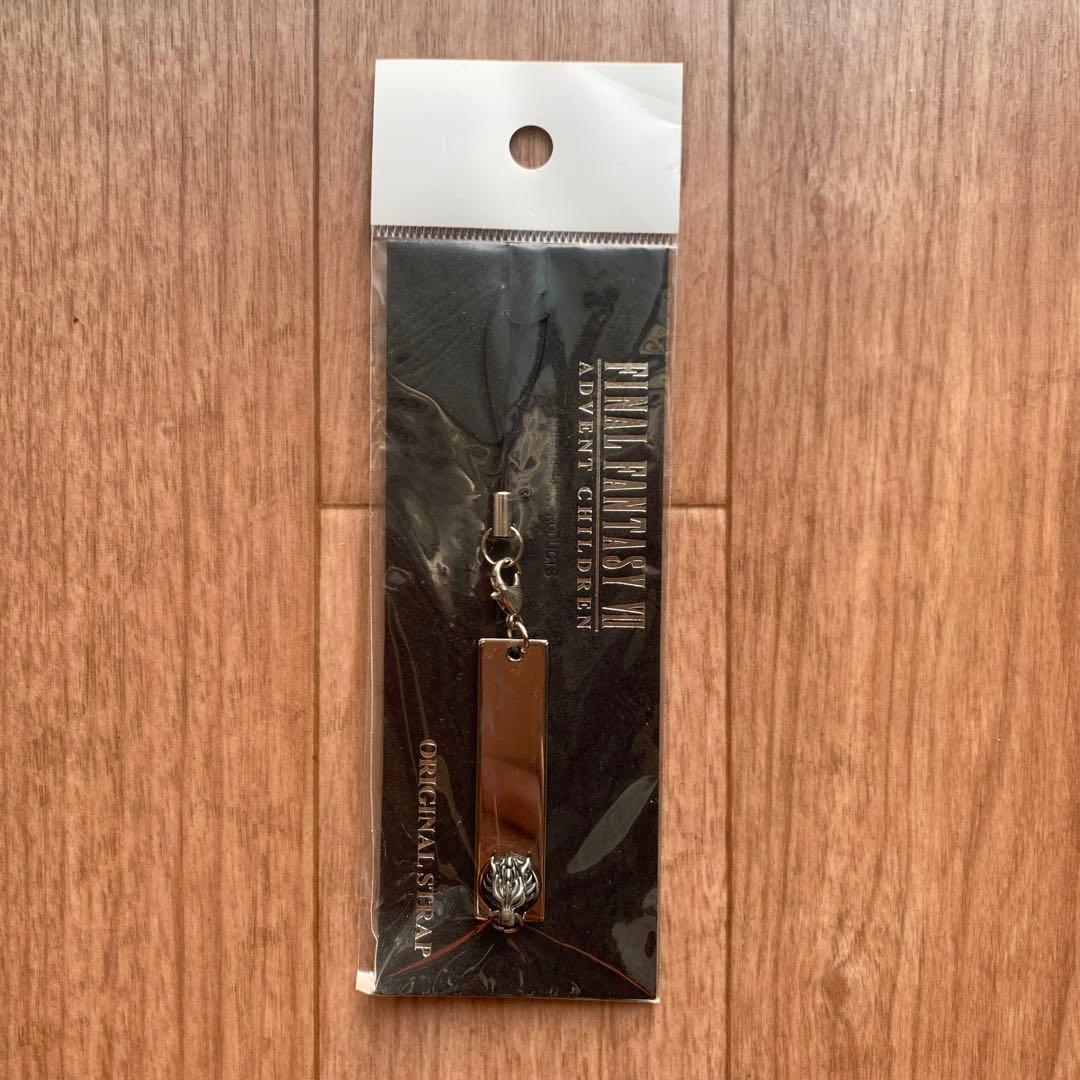 FINAL FANTASY VII
ADVENT CHILDREN
ORIGINAL STRAP